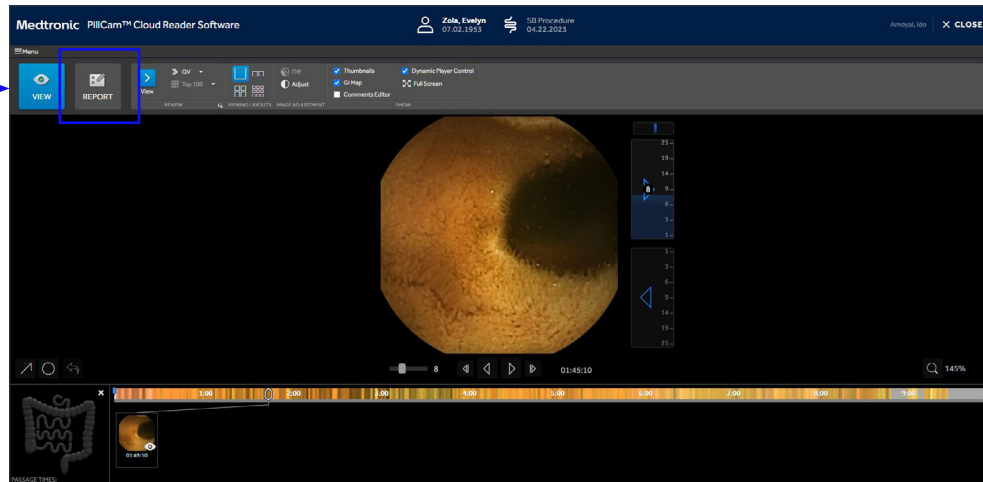 Medtronic PillCam™ Cloud Reader Software
Zola, Evelyn
07.02.1953
SB Procedure
04.22.2023
Amoyal, Ido
X CLOSE
Menu
VIEW
REPORT
View
QV
Top 100
REVIEW
VIEWING LAYOUTS
Off
Adjust
IMAGE ADJUSTMENT
Thumbnails
GI Map
Comments Editor
Dynamic Player Control
Full Screen
SHOW
25
19
14
8
9
6
3
1
1
3
6
9
14
19
25
8
01:45:10
145%
1:00
2:00
3:00
4:00
5:00
6:00
7:00
8:00
9:00
01:45:10
PASSAGE TIMES: